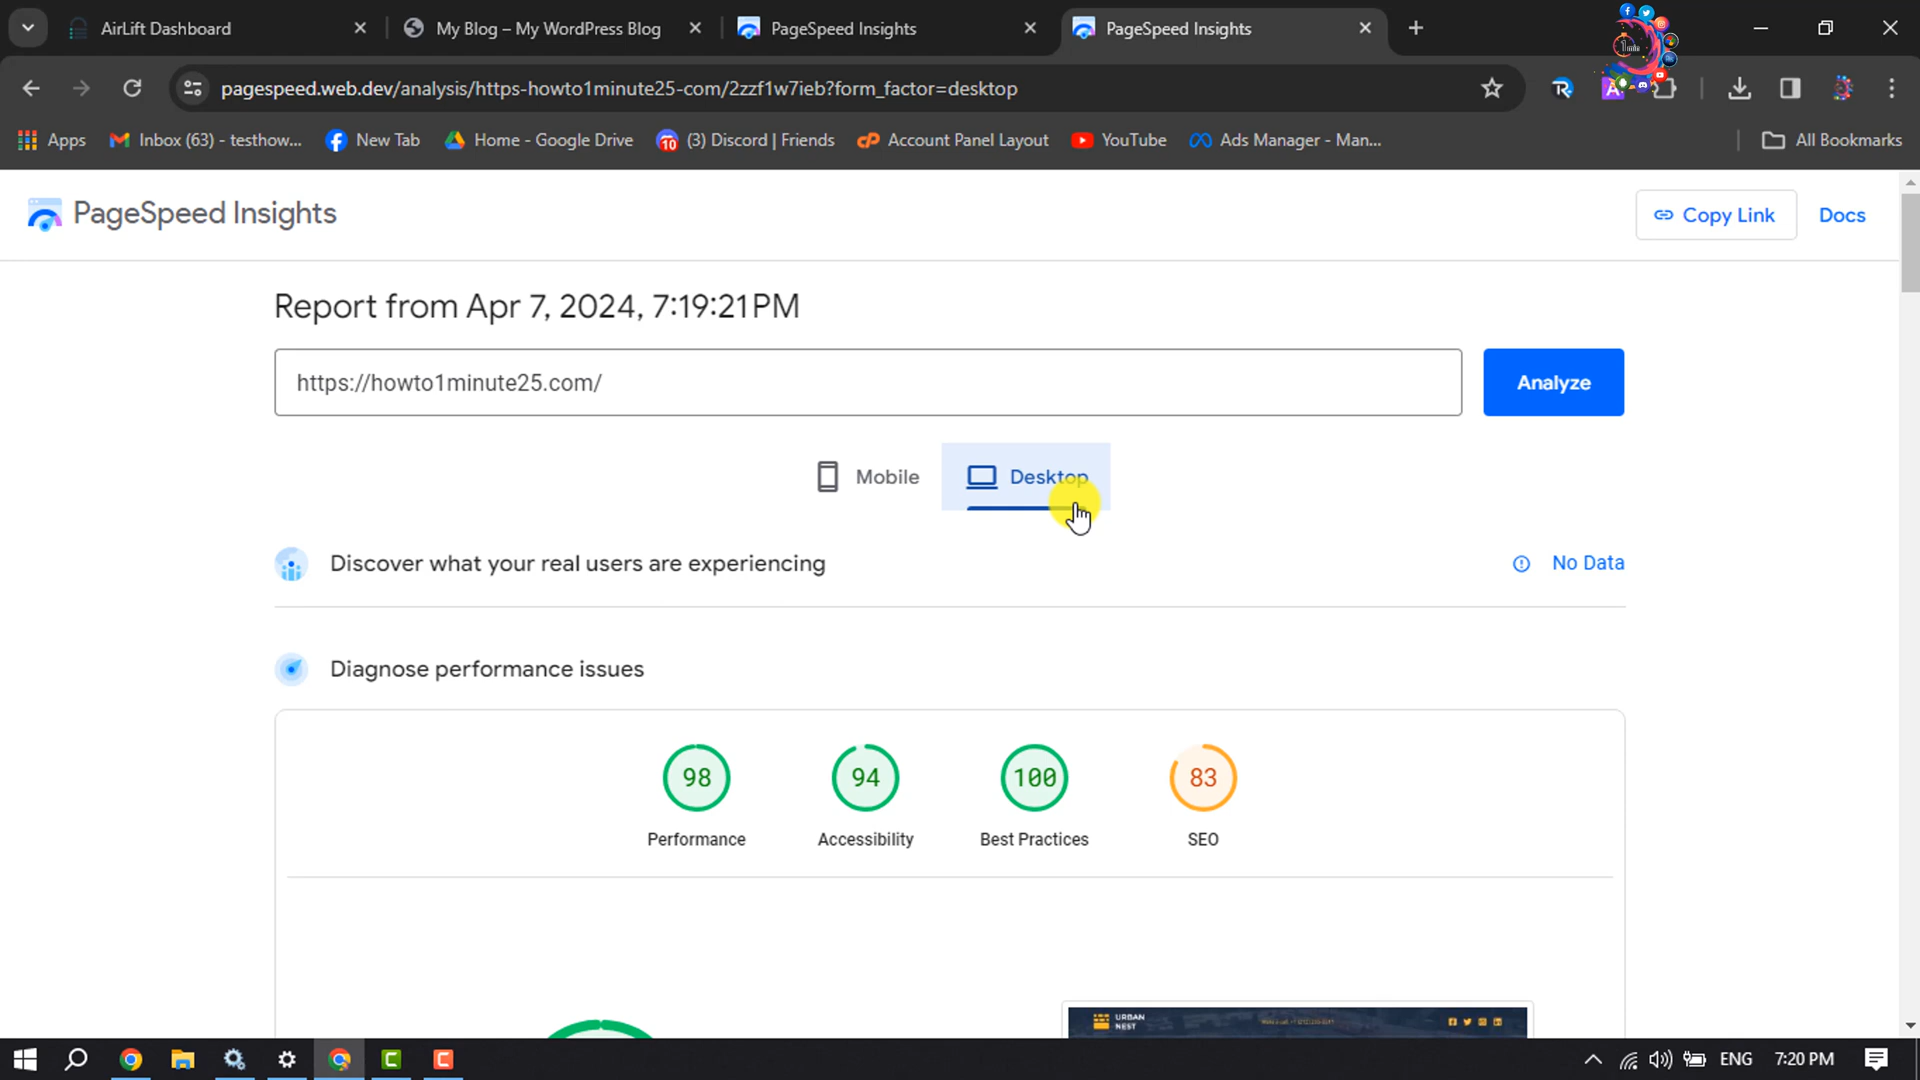 AirLift Dashboard
My Blog – My WordPress Blog
PageSpeed Insights
PageSpeed Insights
pagespeed.web.dev/analysis/https-howto1minute25-com/2zzf1w7ieb?form_factor=desktop
Apps
Inbox (63) - testhow...
New Tab
Home - Google Drive
10
(3) Discord | Friends
Account Panel Layout
YouTube
Ads Manager - Man...
All Bookmarks
PageSpeed Insights
Copy Link
Docs
Report from Apr 7, 2024, 7:19:21 PM
https://howto1minute25.com/
Analyze
Mobile
Desktop
Discover what your real users are experiencing
No Data
Diagnose performance issues
98
94
100
83
Performance
Accessibility
Best Practices
SEO
URBAN
NEST
ENG
7:20 PM